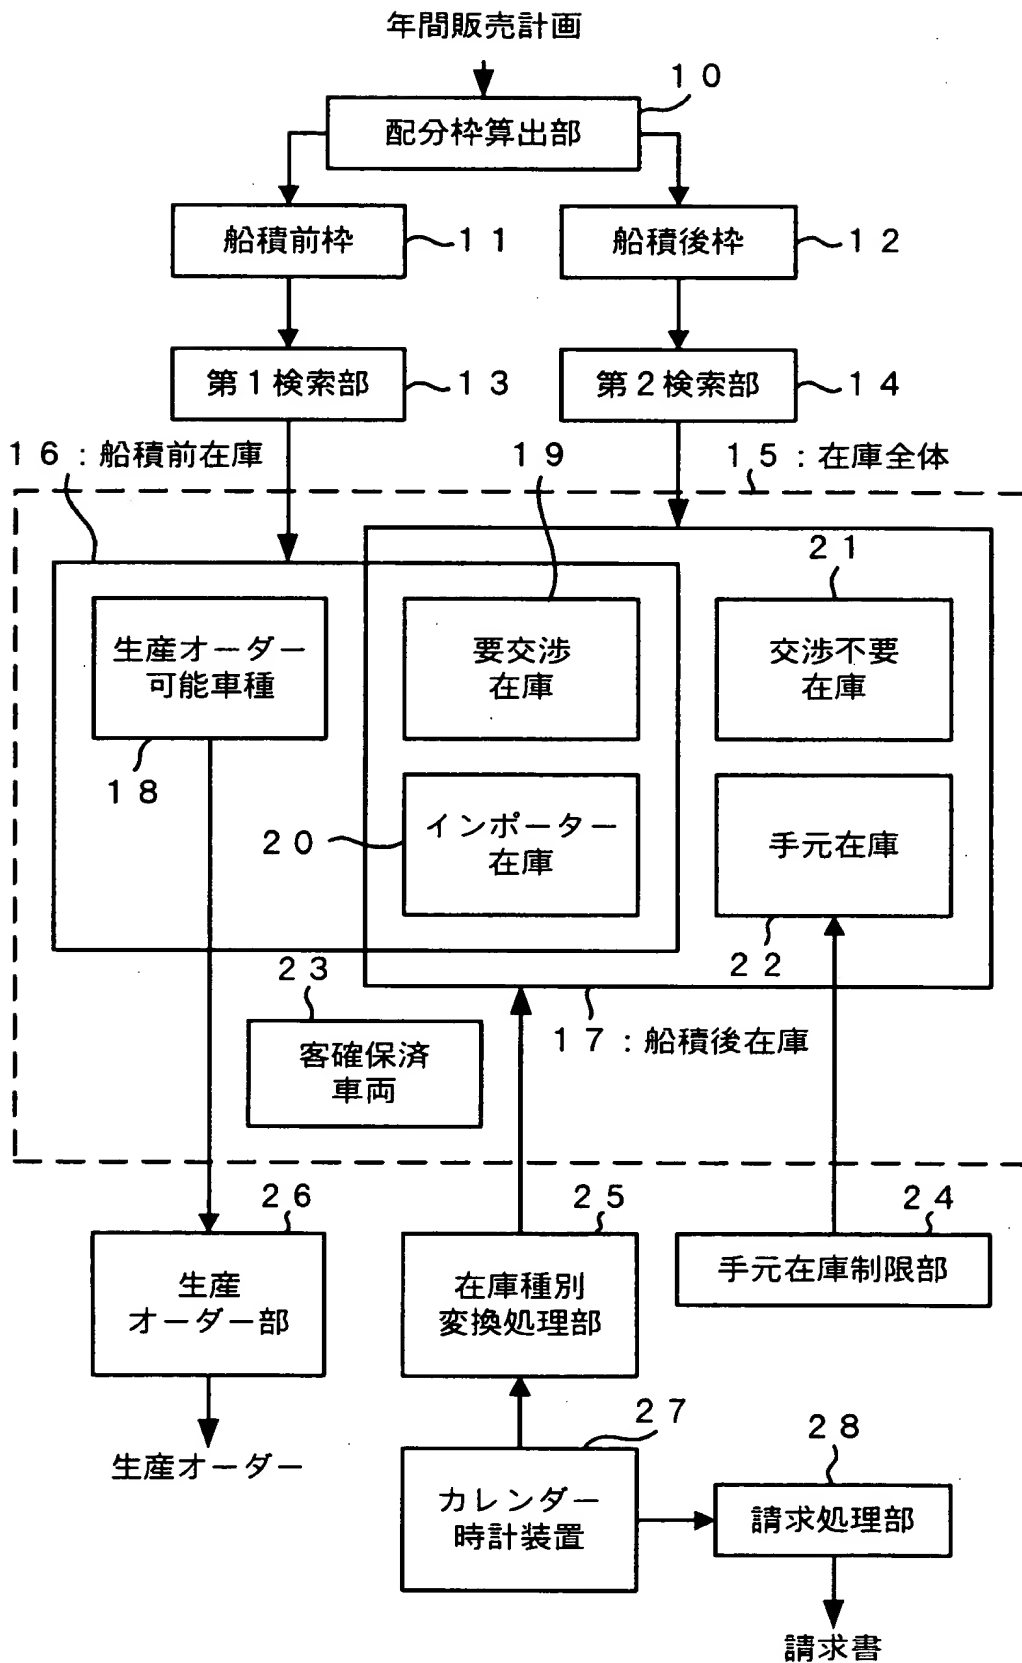 年間販売計画
10
配分枠算出部
船積前枠
11
船積後枠
12
第1検索部
13
第2検索部
14
16：船積前在庫
19
15：在庫全体
21
生産オーダー
可能車種
要交渉
在庫
交渉不要
在庫
18
20
インポーター
在庫
手元在庫
22
23
17：船積後在庫
客確保済
車両
26
25
24
生産
オーダー部
在庫種別
変換処理部
手元在庫制限部
生産オーダー
27
28
カレンダー
時計装置
請求処理部
請求書